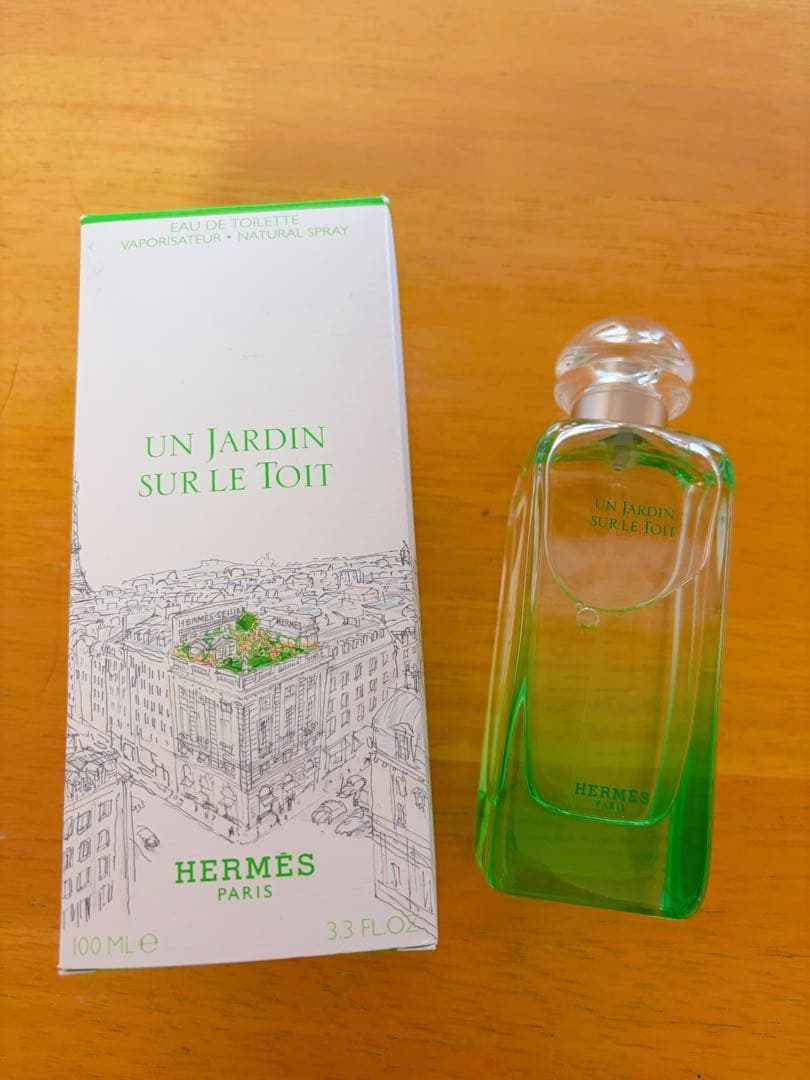 EAU DE TOILETTE
VAPORISATEUR • NATURAL SPRAY
UN JARDIN
SUR LE TOIT
HERMÈS
HERMÈS
PARIS
100 ML e
3.3 FL.OZ
UN JARDIN
SUR LE TOIT
HERMÈS
PARIS